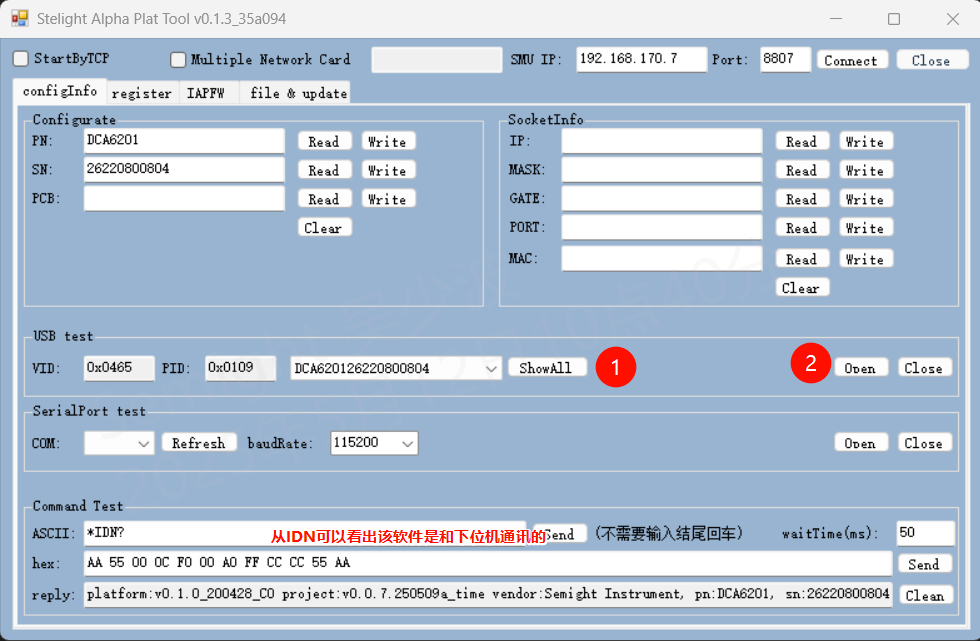 Stelight Alpha Plat Tool v0.1.3_35a094
StartByTCP Multiple Network Card SMU IP: 192.168.170.7 Port: 8807 Connect Close
configInfo register IAPFW file & update
Configurate
PN: DCA6201 Read Write
SN: 26220800804 Read Write
PCB: Read Write
Clear
SocketInfo
IP: Read Write
MASK: Read Write
GATE: Read Write
PORT: Read Write
MAC: Read Write
Clear
USB test
VID: 0x0465 PID: 0x0109 DCA620126220800804 ShowAll 1 2 Open Close
SerialPort test
COM: Refresh baudRate: 115200 Open Close
Command Test
ASCII: *IDN? 从IDN可以看出该软件是和下位机通讯的 Send (不需要输入结尾回车) waitTime(ms): 50
hex: AA 55 00 0C F0 00 A0 FF CC CC 55 AA Send
reply: platform:v0.1.0_200428_C0 project:v0.0.7.250509a_time vendor:Semight Instrument, pn:DCA6201, sn:26220800804 Clean